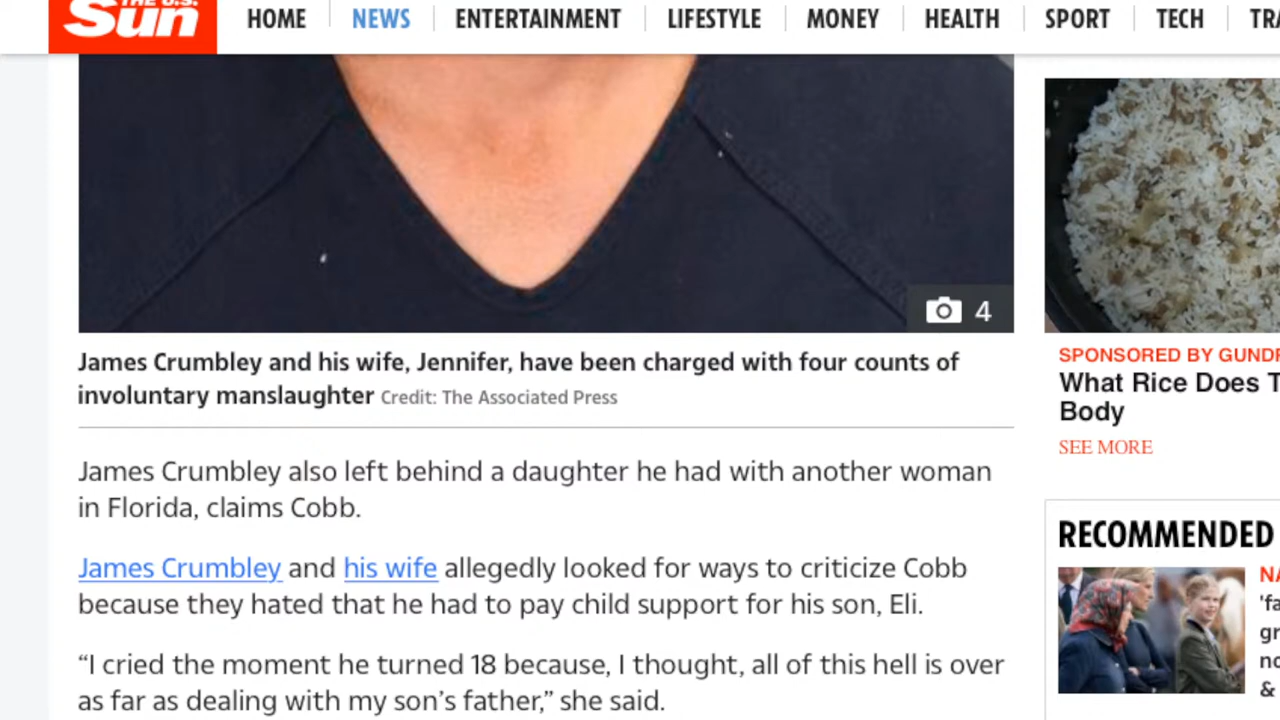 THE U.S.
Sun
HOME NEWS ENTERTAINMENT LIFESTYLE MONEY HEALTH SPORT TECH
4
James Crumbley and his wife, Jennifer, have been charged with four counts of
involuntary manslaughter Credit: The Associated Press
James Crumbley also left behind a daughter he had with another woman
in Florida, claims Cobb.
James Crumbley and his wife allegedly looked for ways to criticize Cobb
because they hated that he had to pay child support for his son, Eli.
“I cried the moment he turned 18 because, I thought, all of this hell is over
as far as dealing with my son’s father,” she said.
SPONSORED BY
What Rice Does
Body
SEE MORE
RECOMMENDED
&